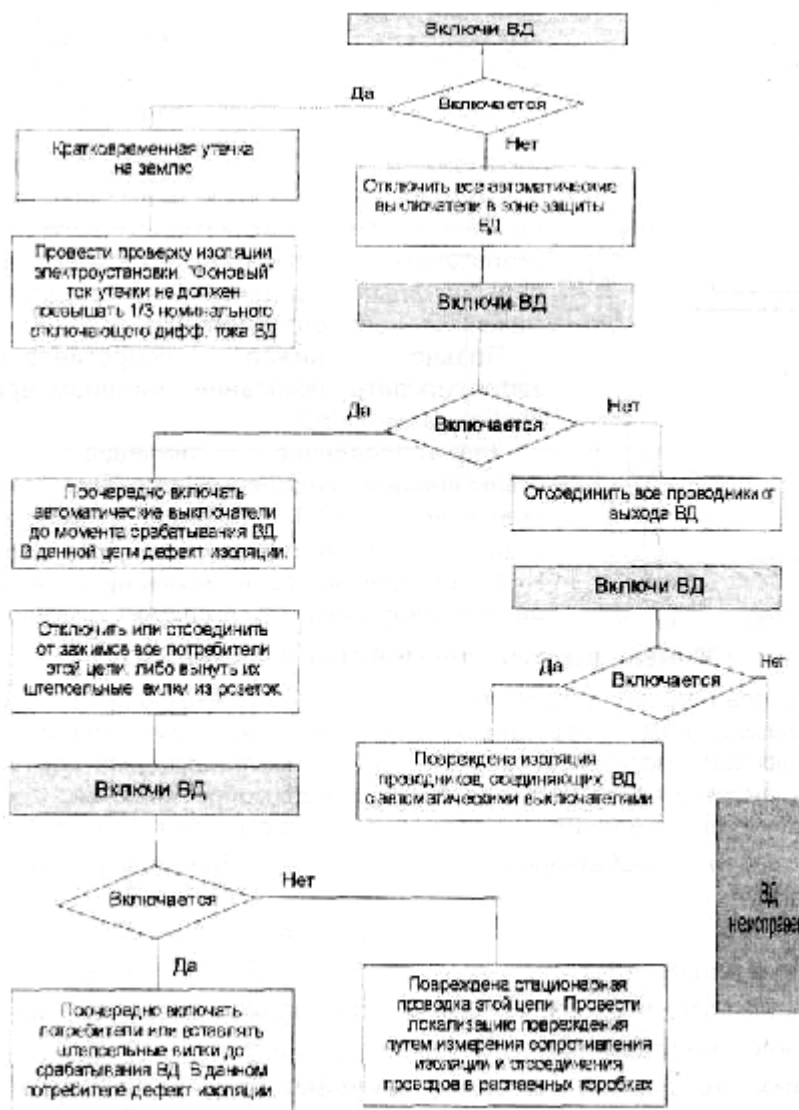 Включи ВД
Да
Включается
Нет
Кратковременная утечка
на землю
Отключить все автоматические
выключатели в зоне защиты
ВД
Провести проверку изоляции
электроустановки. "Фоновый"
ток утечки не должен
превышать 1/3 номинального
отключающего дифф. тока ВД
Включи ВД
Да
Включается
Нет
Поочередно включать
автоматические выключатели
до момента срабатывания ВД.
В данной цепи дефект изоляции.
Отсоединить все проводники от
выхода ВД
Включи ВД
Отключить или отсоединить
от зажимов все потребители
этой цепи, либо вынуть их
штепсельные вилки из розеток.
Да
Включается
Нет
Повреждена изоляция
проводников, соединяющих ВД
с автоматическими выключателями
Включи ВД
Включается
Нет
ВД
неисправен
Да
Поочередно включать
потребители или вставлять
штепсельные вилки до
срабатывания ВД. В данном
потребителе дефект изоляции.
Повреждена стационарная
проводка этой цепи. Провести
локализацию повреждения
путем измерения сопротивления
изоляции и отсоединения
проводов в распаечных коробках